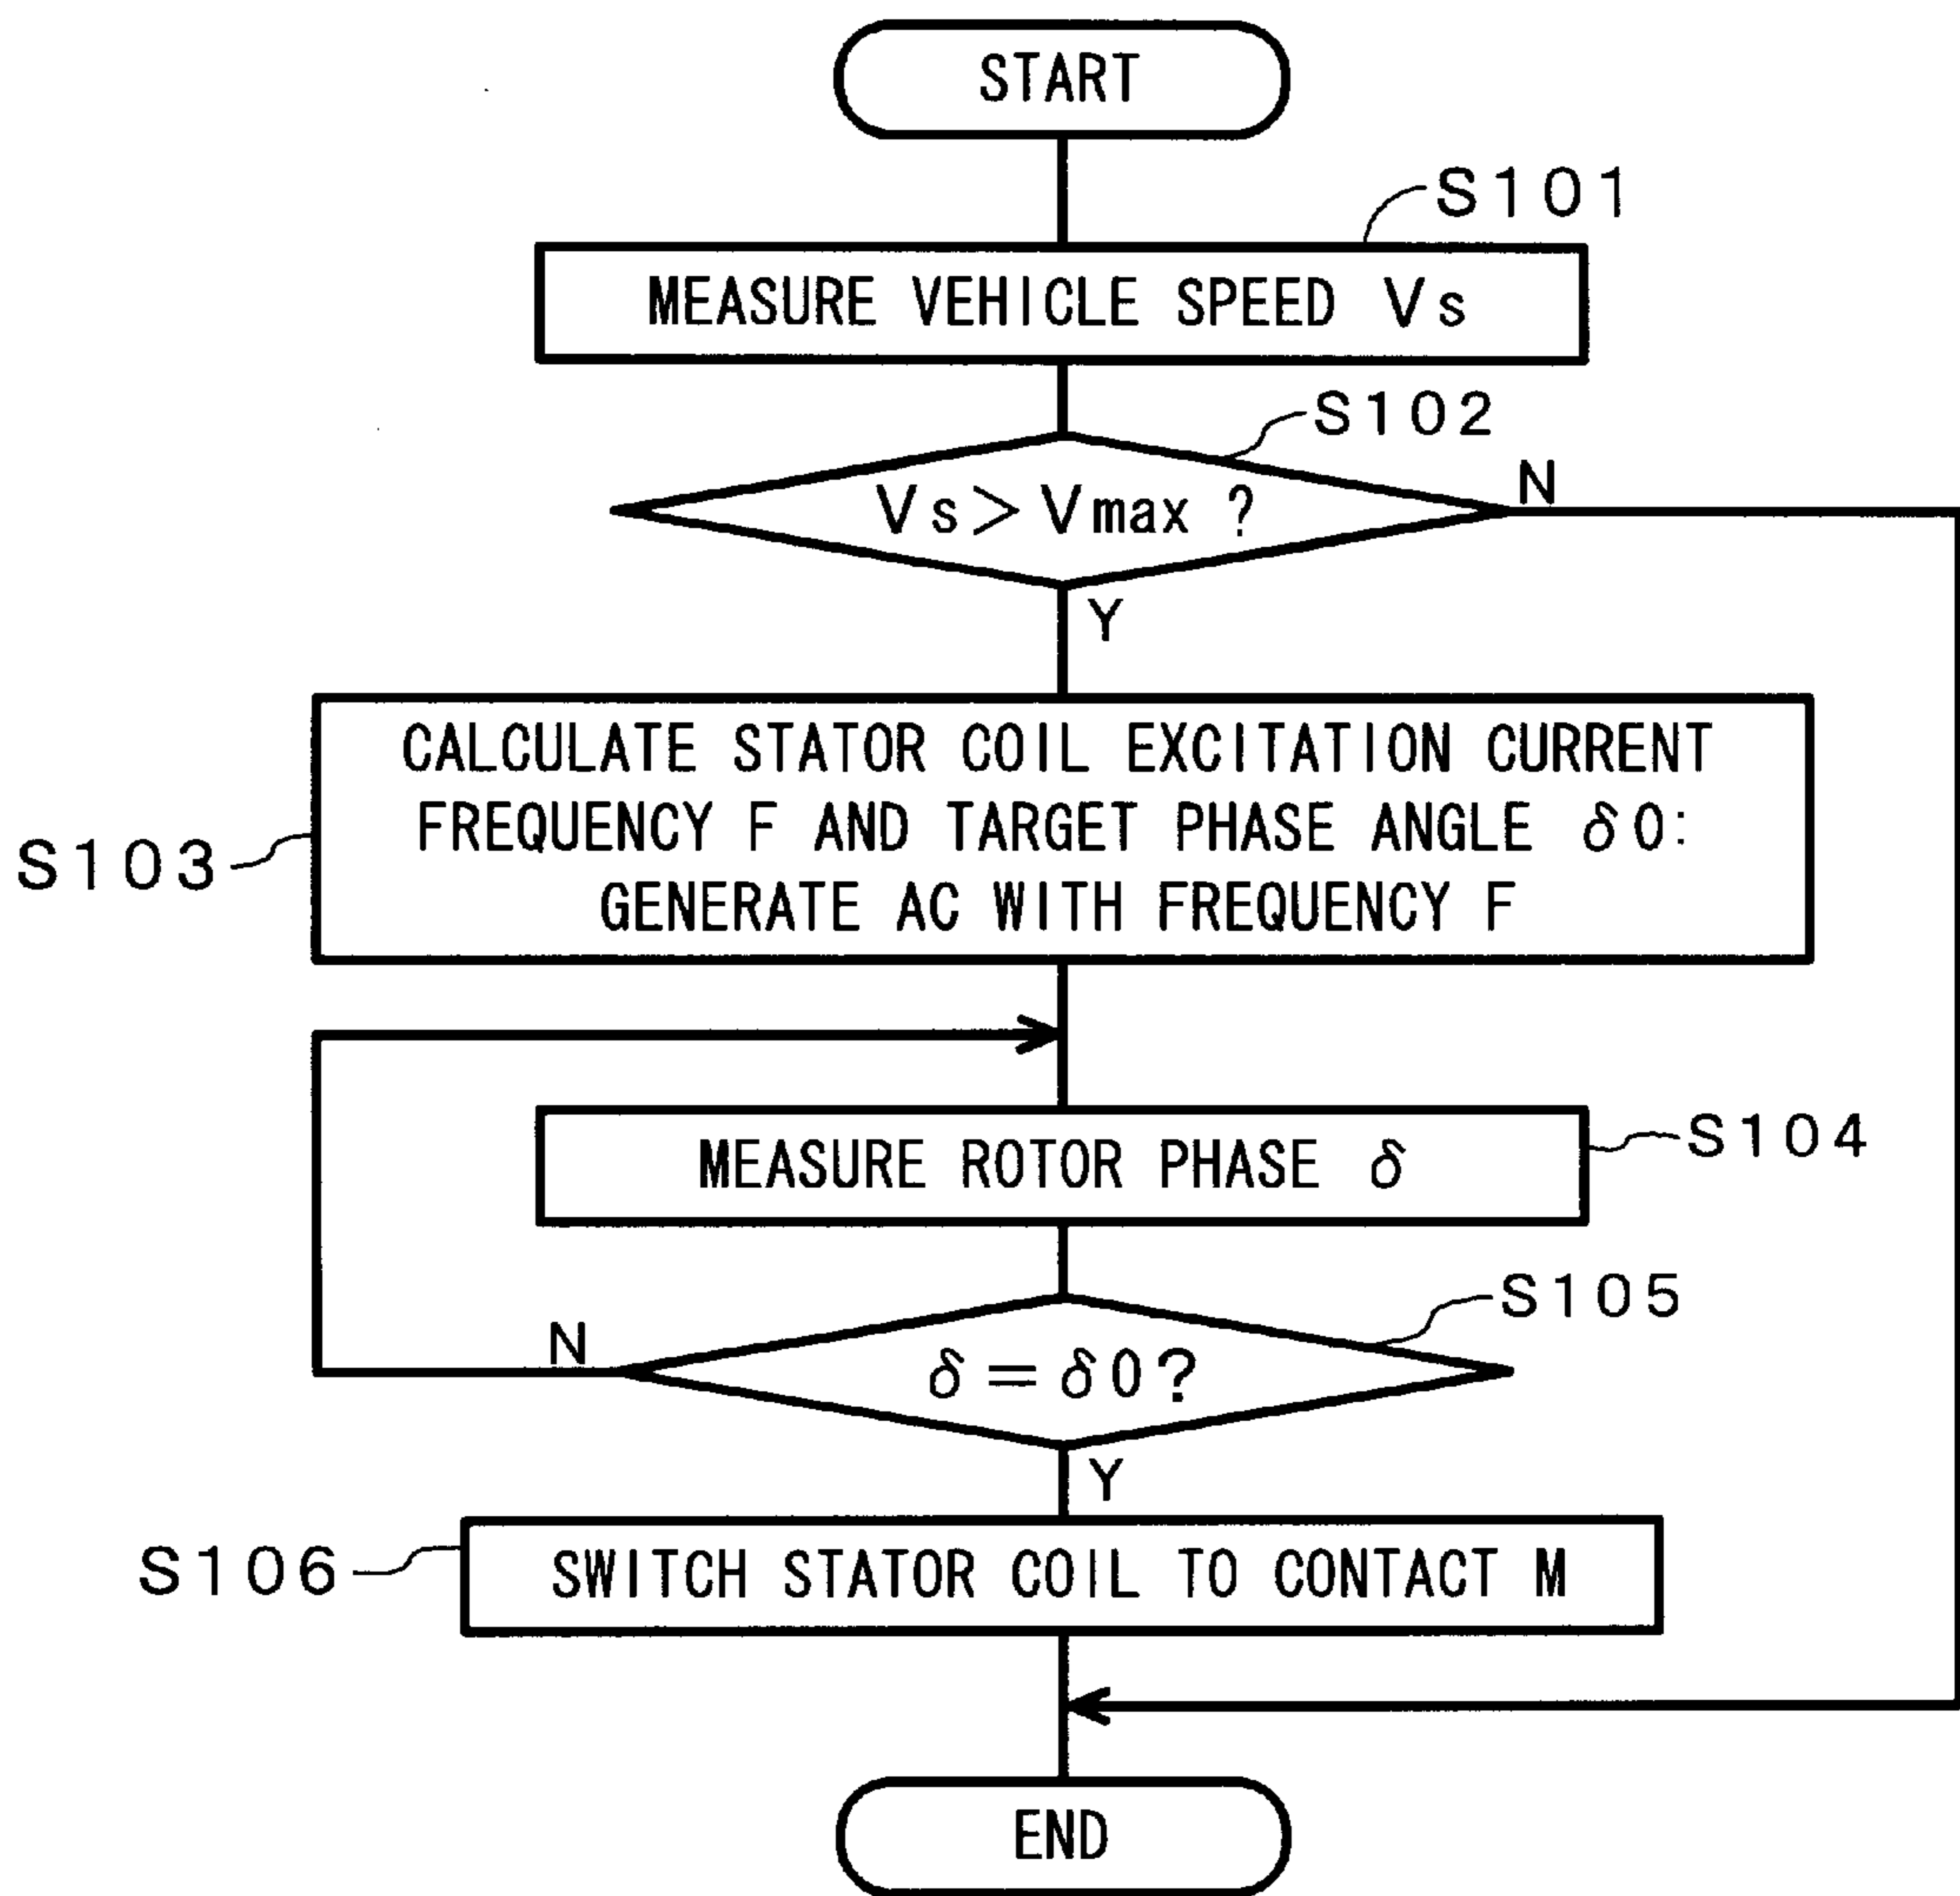 START
S101
MEASURE VEHICLE SPEED Vs
S102
Vs>Vmax ?
N
Y
CALCULATE STATOR COIL EXCITATION CURRENT
FREQUENCY F AND TARGET PHASE ANGLE δ0:
GENERATE AC WITH FREQUENCY F
S103
MEASURE ROTOR PHASE δ
S104
S105
N
δ=δ0?
Y
S106
SWITCH STATOR COIL TO CONTACT M
END